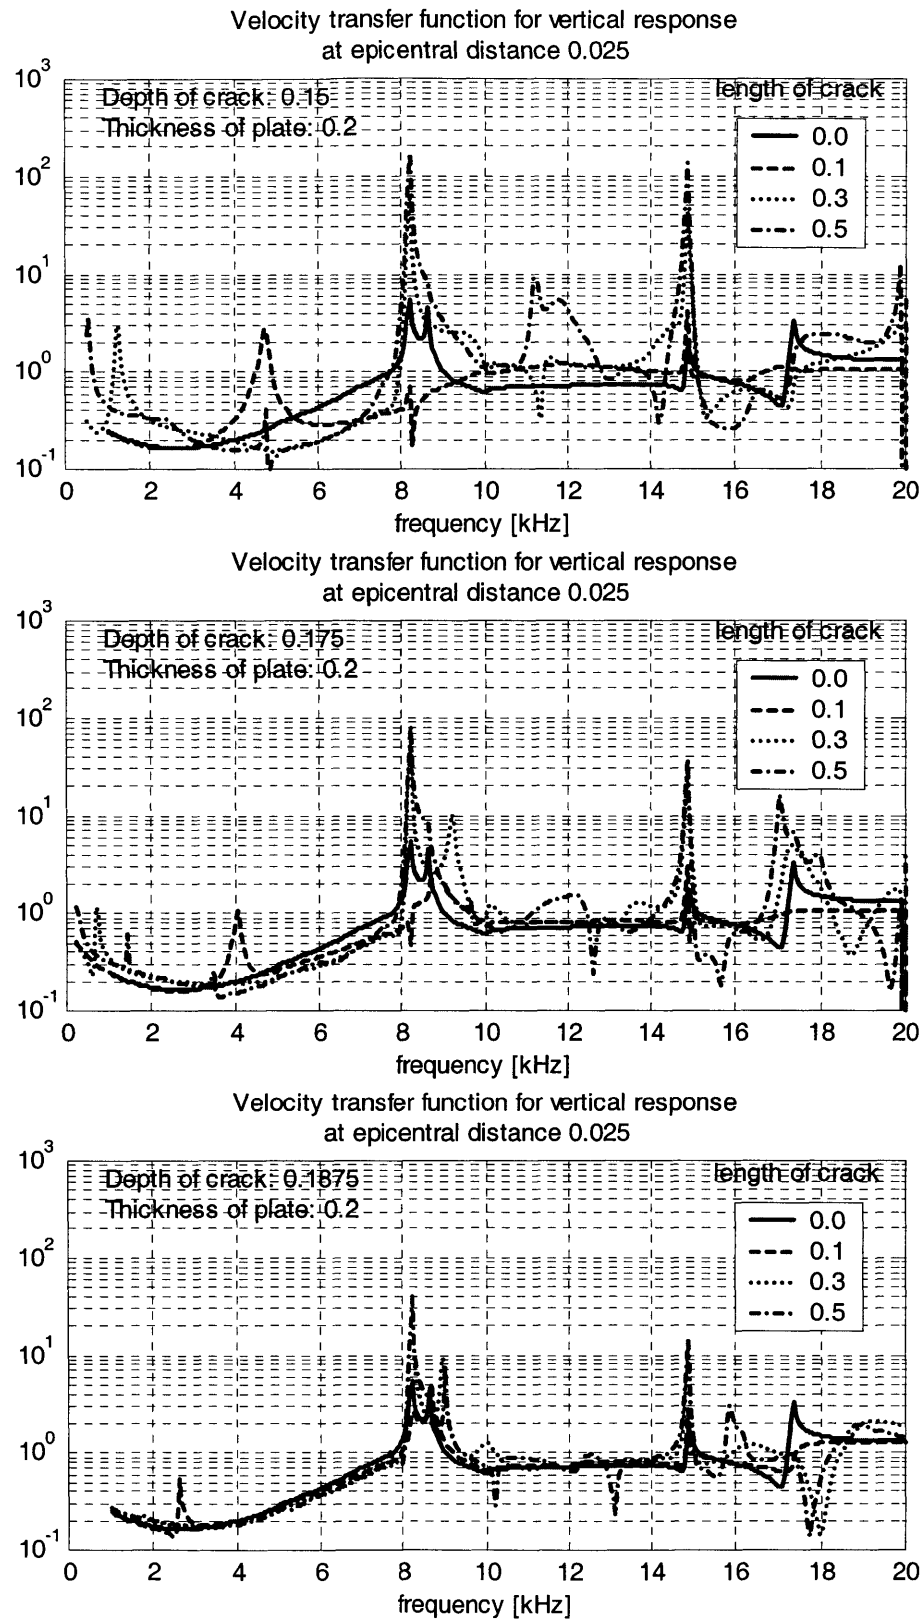 Velocity transfer function for vertical response
at epicentral distance 0.025
10³
Depth of crack: 0.15
Thickness of plate: 0.2
length of crack
0.0
0.1
0.3
0.5
10²
10¹
10⁰
10⁻¹
0 2 4 6 8 10 12 14 16 18 20
frequency [kHz]
Velocity transfer function for vertical response
at epicentral distance 0.025
10³
Depth of crack: 0.175
Thickness of plate: 0.2
length of crack
0.0
0.1
0.3
0.5
10²
10¹
10⁰
10⁻¹
0 2 4 6 8 10 12 14 16 18 20
frequency [kHz]
Velocity transfer function for vertical response
at epicentral distance 0.025
10³
Depth of crack: 0.1875
Thickness of plate: 0.2
length of crack
0.0
0.1
0.3
0.5
10²
10¹
10⁰
10⁻¹
0 2 4 6 8 10 12 14 16 18 20
frequency [kHz]